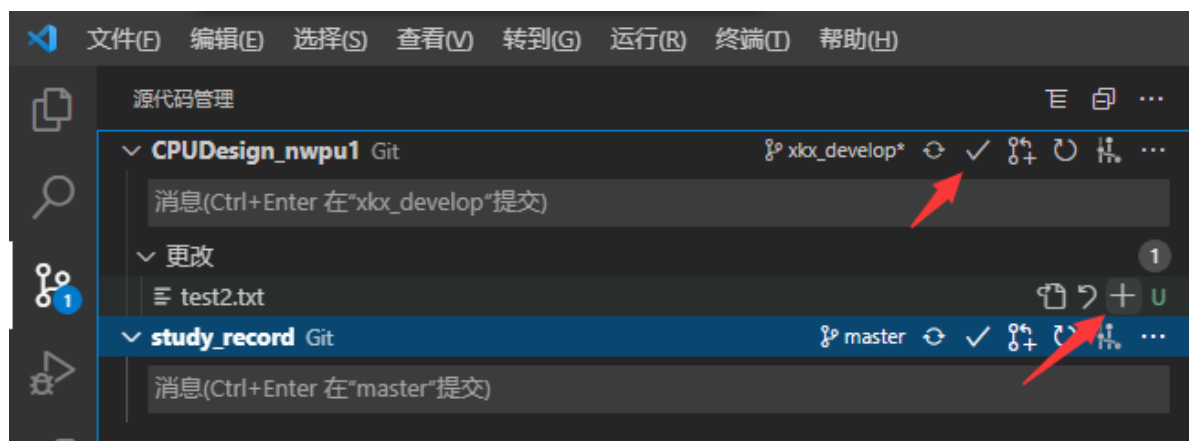 文件(F) 编辑(E) 选择(S) 查看(V) 转到(G) 运行(R) 终端(T) 帮助(H)
源代码管理
CPUDesign_nwpu1 Git xkx_develop*
消息(Ctrl+Enter 在"xkx_develop"提交)
更改 1
1
test2.txt U
study_record Git master
消息(Ctrl+Enter 在"master"提交)